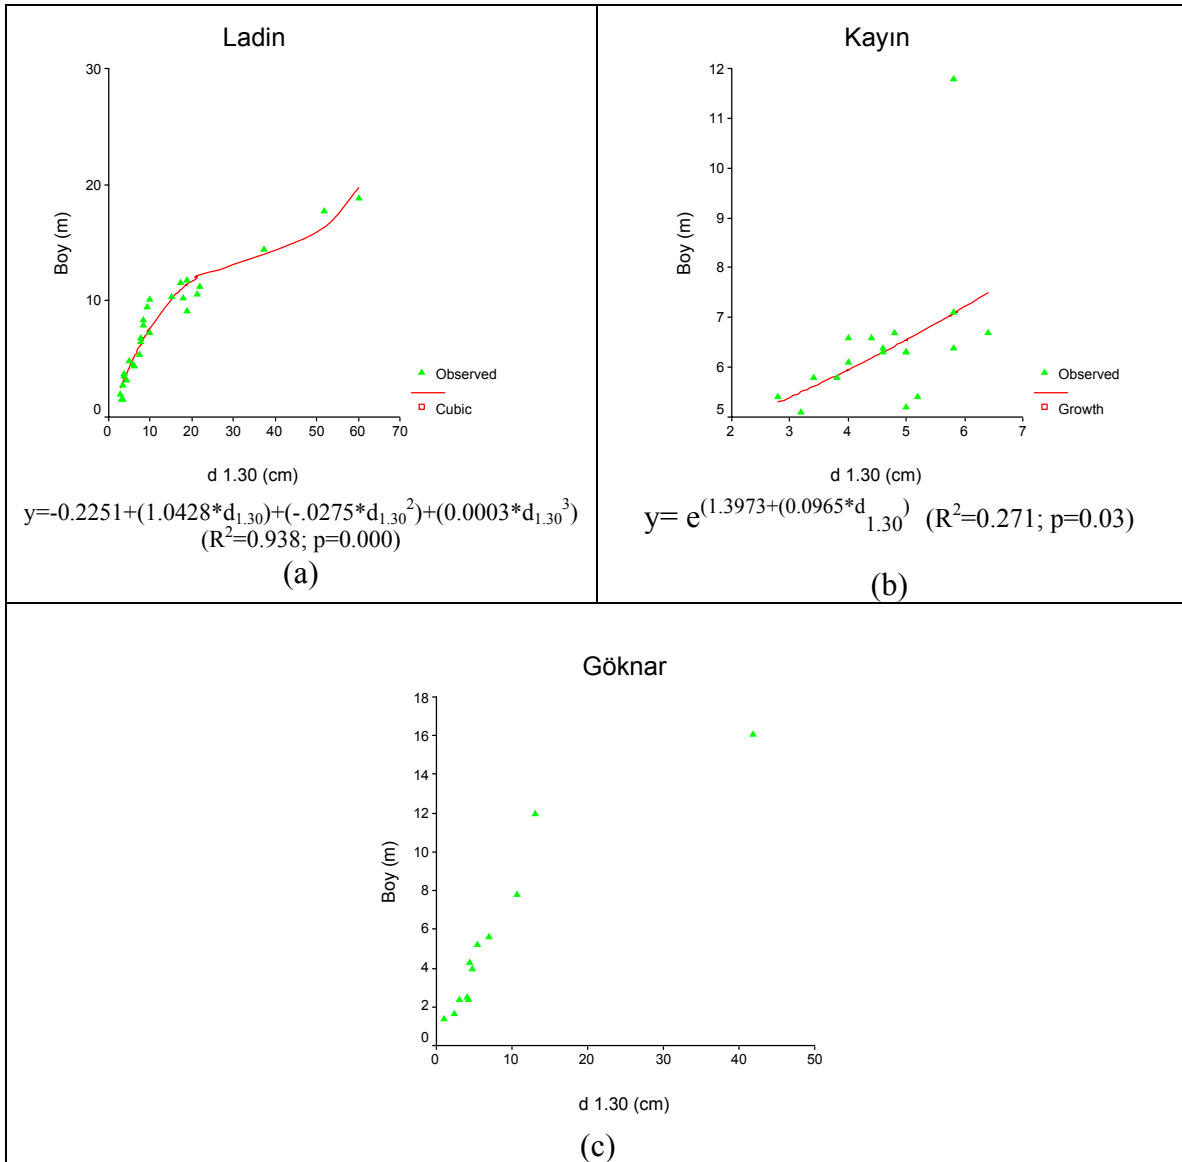 Ladin
30
20
10
0
0 10 20 30 40 50 60 70
Boy (m)
Observed
Cubic
d 1.30 (cm)
y=-0.2251+(1.0428*d1.30)+(-.0275*d1.30²)+(0.0003*d1.30³)
(R²=0.938; p=0.000)
(a)
Kayın
12
11
10
9
8
7
6
5
2 3 4 5 6 7
Boy (m)
Observed
Growth
d 1.30 (cm)
y= e^(1.3973+(0.0965*d1.30) (R²=0.271; p=0.03)
(b)
Göknar
18
16
14
12
10
8
6
4
2
0
0 10 20 30 40 50
Boy (m)
d 1.30 (cm)
(c)